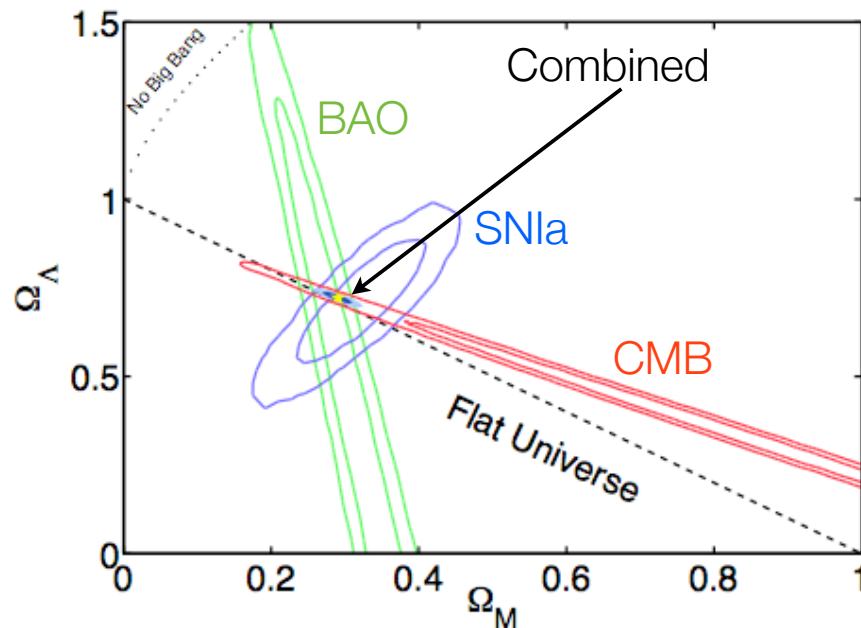 1.5
No Big Bang
Combined
BAO
SNIa
1
Ω_Λ
CMB
0.5
Flat Universe
0
0
0.2
0.4
0.6
0.8
1
Ω_M